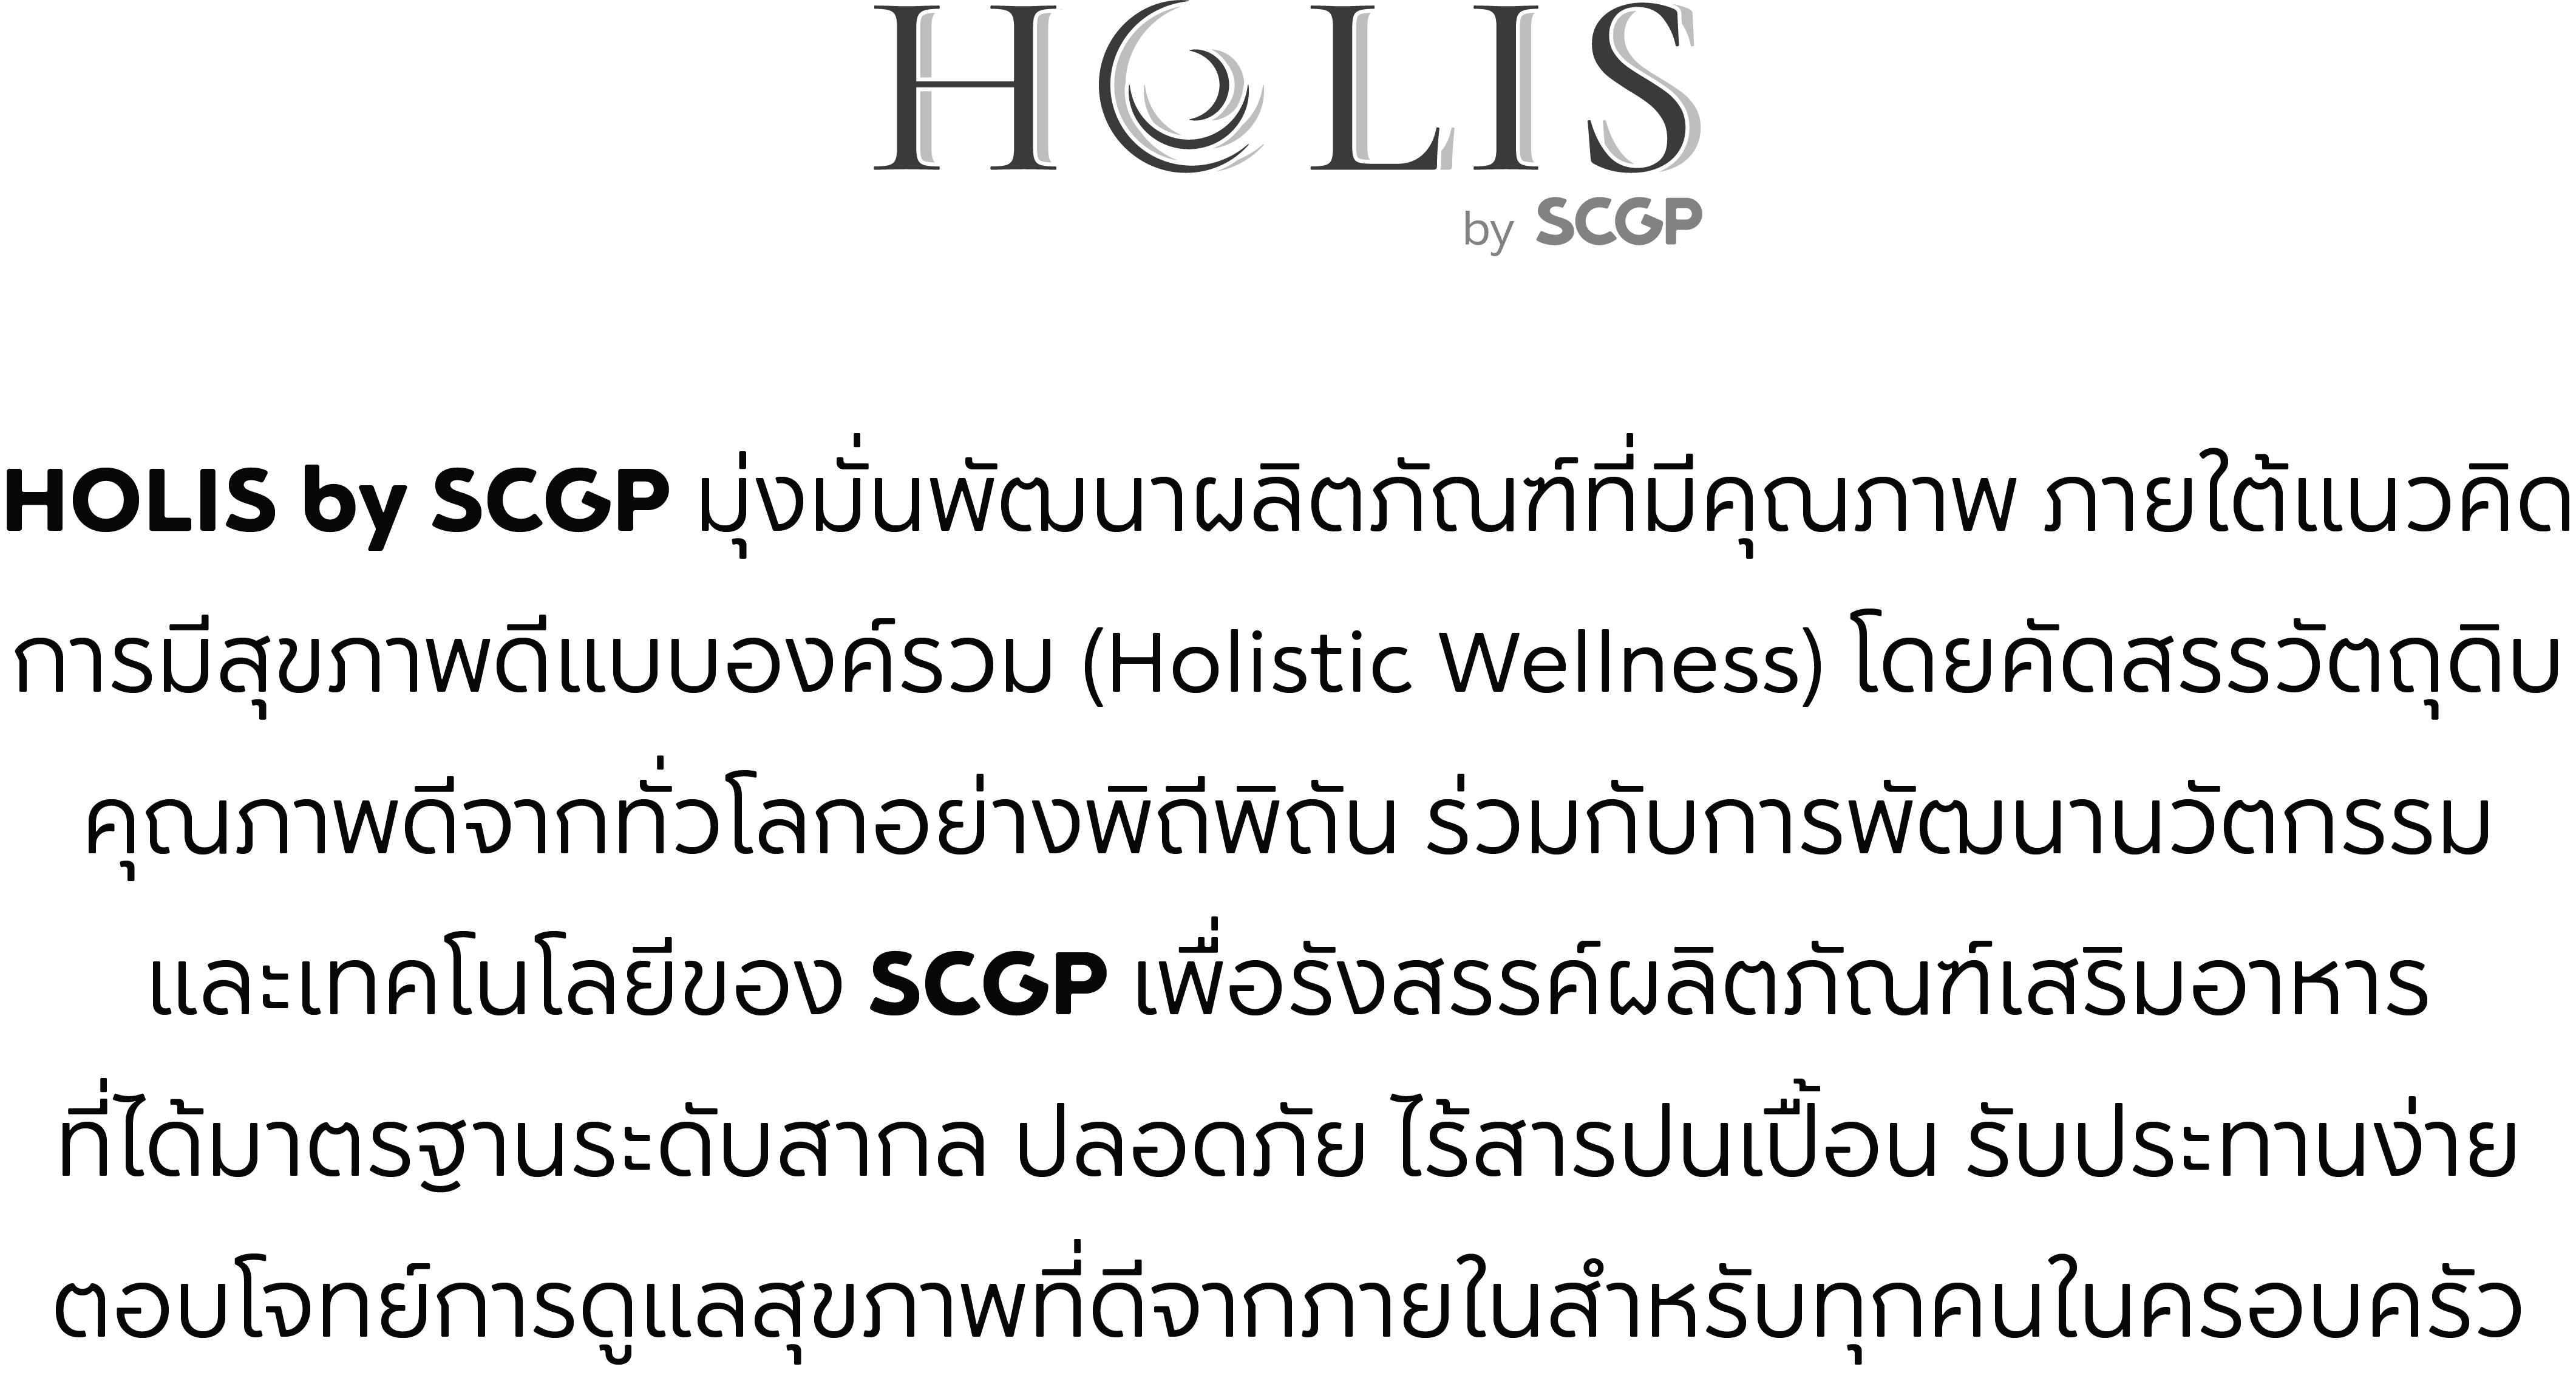 HOLIS
by SCGP
HOLIS by SCGP มุ่งมั่นพัฒนาผลิตภัณฑ์ที่มีคุณภาพ ภายใต้แนวคิด
การมีสุขภาพดีแบบองค์รวม (Holistic Wellness) โดยคัดสรรวัตถุดิบ
คุณภาพดีจากทั่วโลกอย่างพิถีพิถัน ร่วมกับการพัฒนานวัตกรรม
และเทคโนโลยีของ SCGP เพื่อรังสรรค์ผลิตภัณฑ์เสริมอาหาร
ที่ได้มาตรฐานระดับสากล ปลอดภัย ไร้สารปนเปื้อน รับประทานง่าย
ตอบโจทย์การดูแลสุขภาพที่ดีจากภายในสำหรับทุกคนในครอบครัว